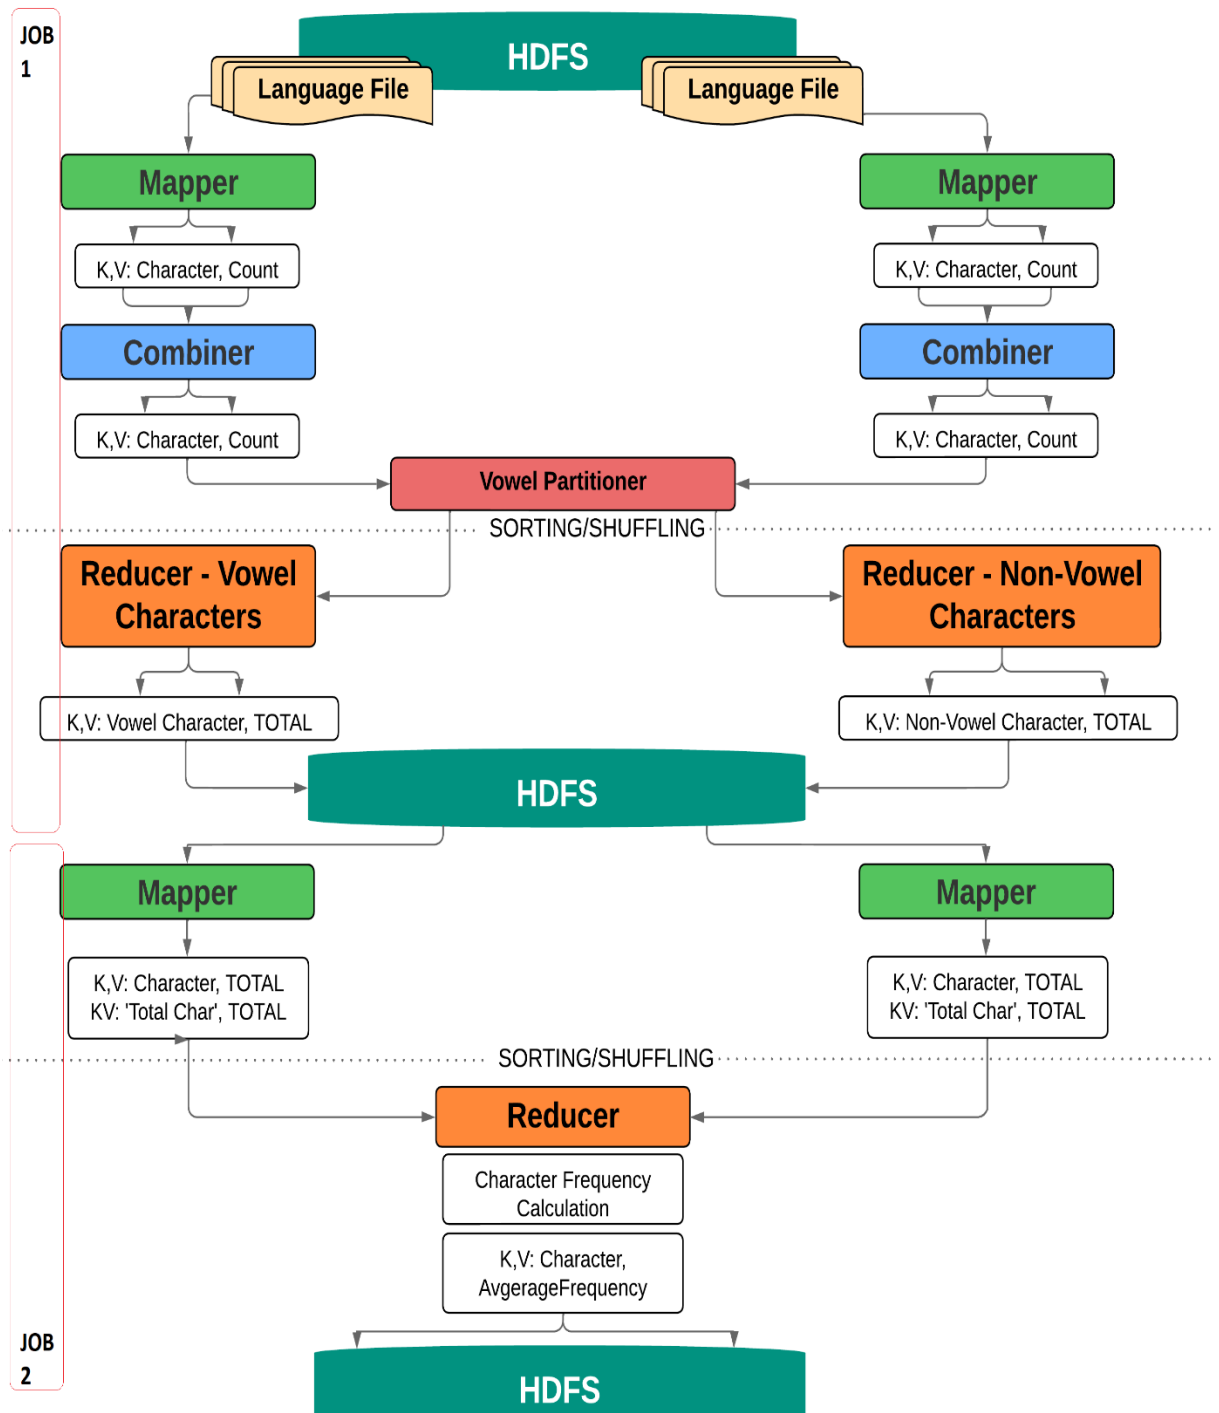 JOB
1
HDFS
Language File
Language File
Mapper
Mapper
K,V: Character, Count
K,V: Character, Count
Combiner
Combiner
K,V: Character, Count
K,V: Character, Count
Vowel Partitioner
SORTING/SHUFFLING
Reducer - Vowel
Characters
Reducer - Non-Vowel
Characters
K,V: Vowel Character, TOTAL
K,V: Non-Vowel Character, TOTAL
HDFS
Mapper
Mapper
K,V: Character, TOTAL
KV: 'Total Char', TOTAL
K,V: Character, TOTAL
KV: 'Total Char', TOTAL
SORTING/SHUFFLING
Reducer
Character Frequency
Calculation
K,V: Character,
AvgerageFrequency
JOB
2
HDFS